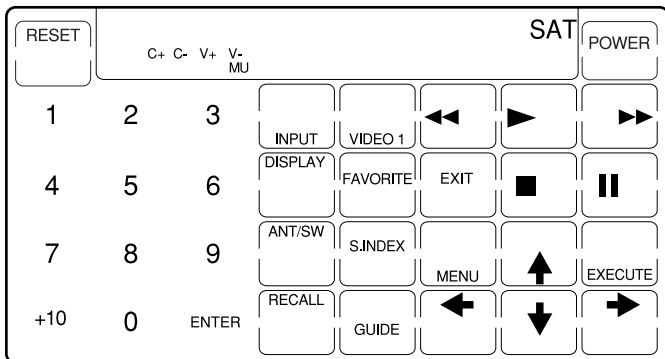 RESET
SAT
POWER
C+ C- V+ V-
MU
1 2 3
INPUT VIDEO 1
DISPLAY
4 5 6
FAVORITE EXIT
ANT/SW
7 8 9
S.INDEX
MENU EXECUTE
RECALL
+10 0 ENTER
GUIDE